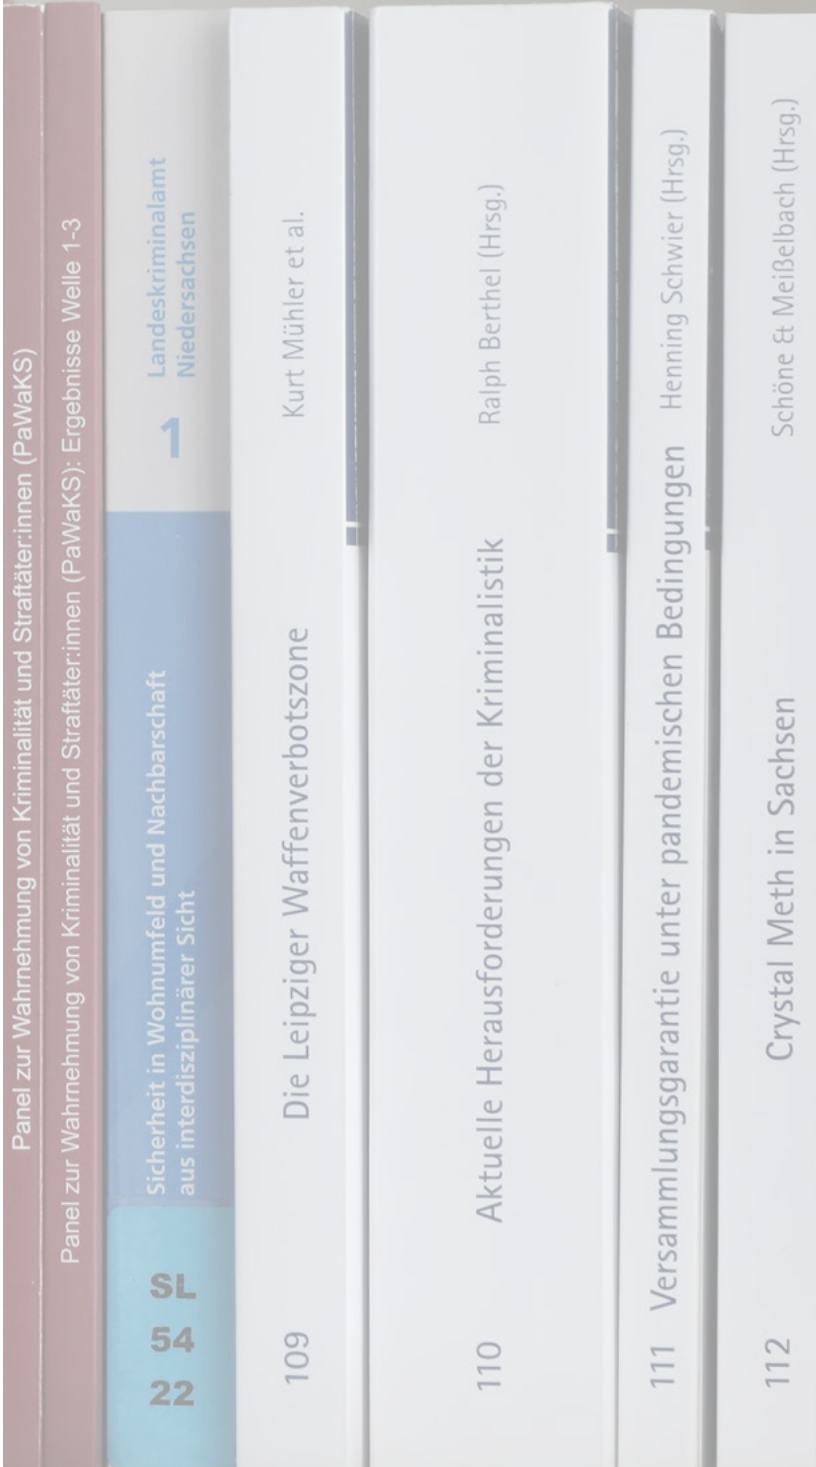 Panel zur Wahrnehmung von Kriminalität und Straftäter:innen (PaWaKS)
Panel zur Wahrnehmung von Kriminalität und Straftäter:innen (PaWaKS): Ergebnisse Welle 1-3
SL
54
22
Sicherheit in Wohnumfeld und Nachbarschaft
aus interdisziplinärer Sicht
1
Landeskriminalamt
Niedersachsen
109 Die Leipziger Waffenverbotszone Kurt Mühler et al.
110 Aktuelle Herausforderungen der Kriminalistik Ralph Berthel (Hrsg.)
111 Versammlungsgarantie unter pandemischen Bedingungen Henning Schwier (Hrsg.)
112 Crystal Meth in Sachsen Schöne & Meißelbach (Hrsg.)